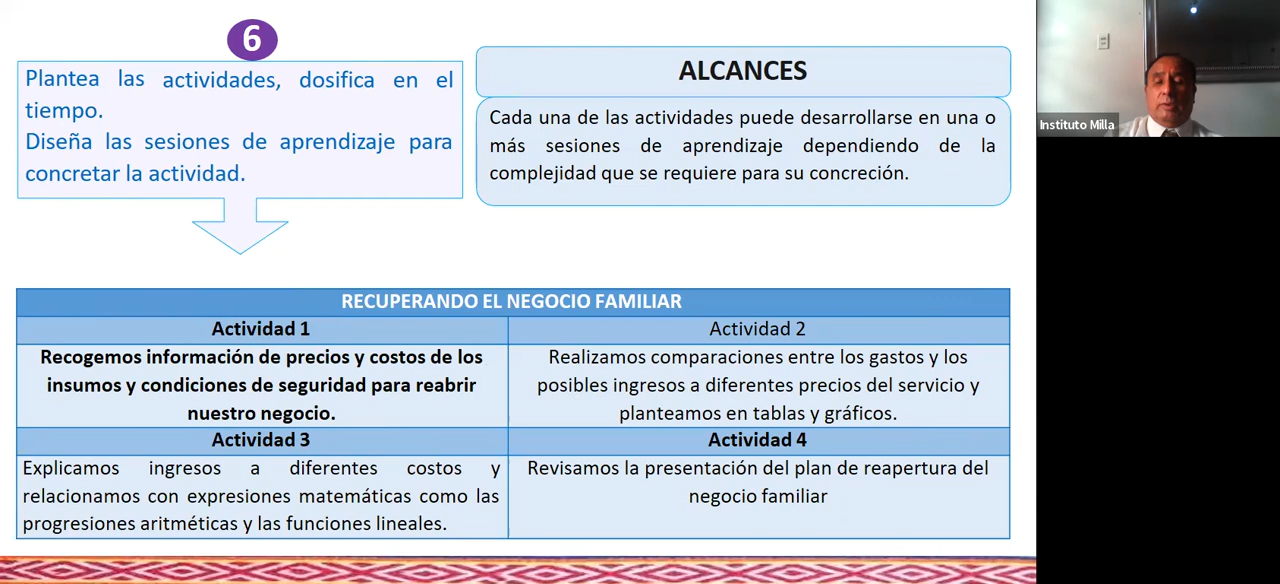 6
Plantea las actividades, dosifica en el
tiempo.
Diseña las sesiones de aprendizaje para
concretar la actividad.
ALCANCES
Cada una de las actividades puede desarrollarse en una o
más sesiones de aprendizaje dependiendo de la
complejidad que se requiere para su concreción.
Instituto Milla
RECUPERANDO EL NEGOCIO FAMILIAR
Actividad 1
Recogemos información de precios y costos de los
insumos y condiciones de seguridad para reabrir
nuestro negocio.
Actividad 2
Realizamos comparaciones entre los gastos y los
posibles ingresos a diferentes precios del servicio y
planteamos en tablas y gráficos.
Actividad 3
Explicamos ingresos a diferentes costos y
relacionamos con expresiones matemáticas como las
progresiones aritméticas y las funciones lineales.
Actividad 4
Revisamos la presentación del plan de reapertura del
negocio familiar